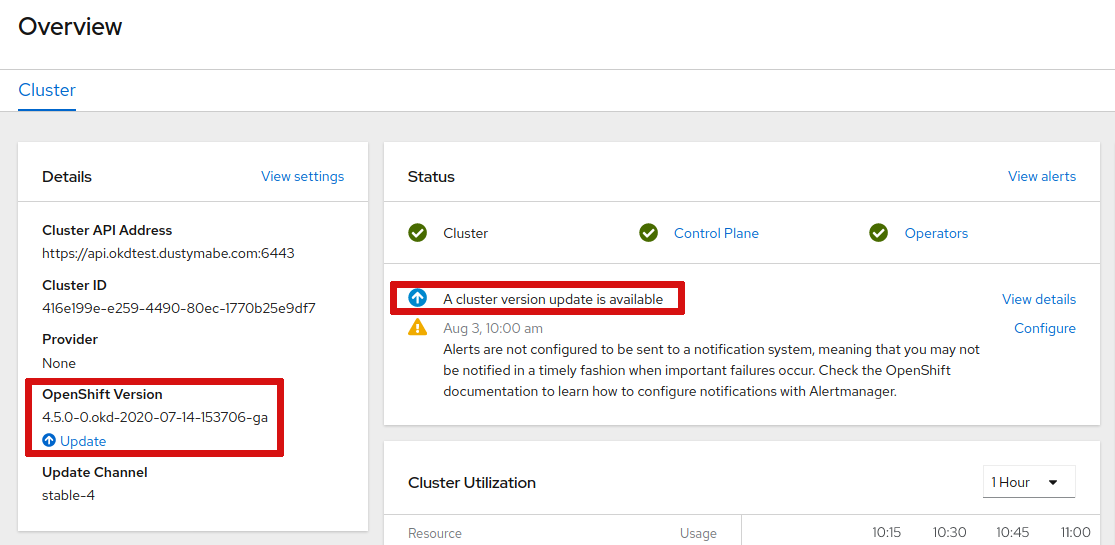 Overview
Cluster
Details
View settings
Cluster API Address
https://api.okdtest.dustymabe.com:6443
Cluster ID
416e199e-e259-4490-80ec-1770b25e9df7
Provider
None
OpenShift Version
4.5.0-0.okd-2020-07-14-153706-ga
Update
Update Channel
stable-4
Status
View alerts
Cluster
Control Plane
Operators
A cluster version update is available
View details
Aug 3, 10:00 am
Configure
Alerts are not configured to be sent to a notification system, meaning that you may not
be notified in a timely fashion when important failures occur. Check the OpenShift
documentation to learn how to configure notifications with Alertmanager.
Cluster Utilization
1 Hour
Resource
Usage
10:15
10:30
10:45
11:00